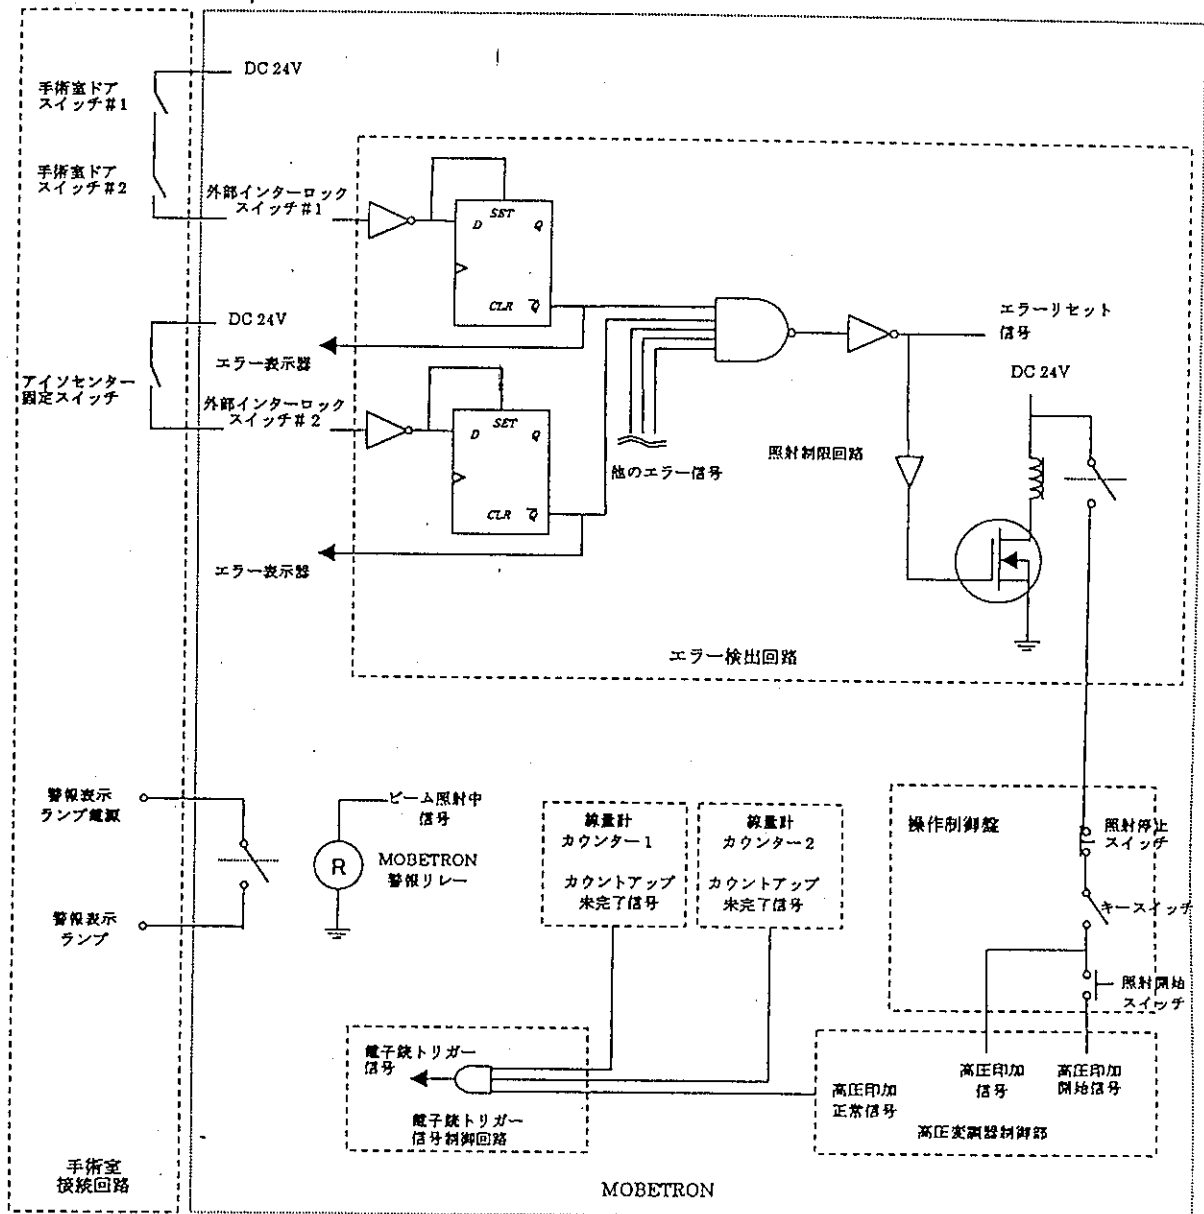 DC 24V
手術室ドア
スイッチ#1
手術室ドア
スイッチ#2
外部インターロック
スイッチ#1
SET
D
Q
CLR
Q
DC 24V
エラー表示器
アイソセンター
固定スイッチ
外部インターロック
スイッチ#2
SET
D
Q
CLR
Q
エラー表示器
他のエラー信号
エラーリセット
信号
DC 24V
照射制限回路
エラー検出回路
警報表示
ランプ電源
警報表示
ランプ
ビーム照射中
信号
R
MOBETRON
警報リレー
線量計
カウンター1
カウントアップ
未完了信号
線量計
カウンター2
カウントアップ
未完了信号
操作制御盤
照射停止
スイッチ
キースイッチ
照射開始
スイッチ
電子銃トリガー
信号
電子銃トリガー
信号制御回路
高圧印加
正常信号
高圧印加
信号
高圧印加
開始信号
高圧変調器制御部
手術室
接続回路
MOBETRON